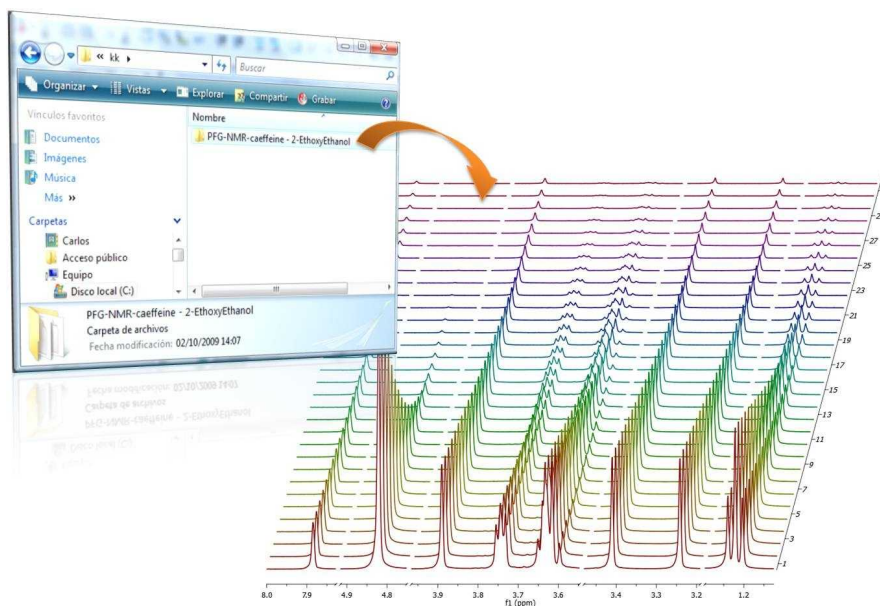 « kk ▸
Buscar
Organizar Vistas Explorar Compartir Grabar
Vínculos favoritos
Documentos
Imágenes
Música
Más »
Carpetas
Carlos
Acceso público
Equipo
Disco local (C:)
Nombre
PFG-NMR-caeffeine - 2-EthoxyEthanol
PFG-NMR-caeffeine - 2-EthoxyEthanol
Carpeta de archivos
Fecha modificación: 02/10/2009 14:07
27
25
23
21
19
17
15
13
11
9
7
5
3
1
8.0 7.9 4.9 4.8 3.9 3.8 3.7 3.6 3.4 3.3 3.2 1.2
f1 (ppm)